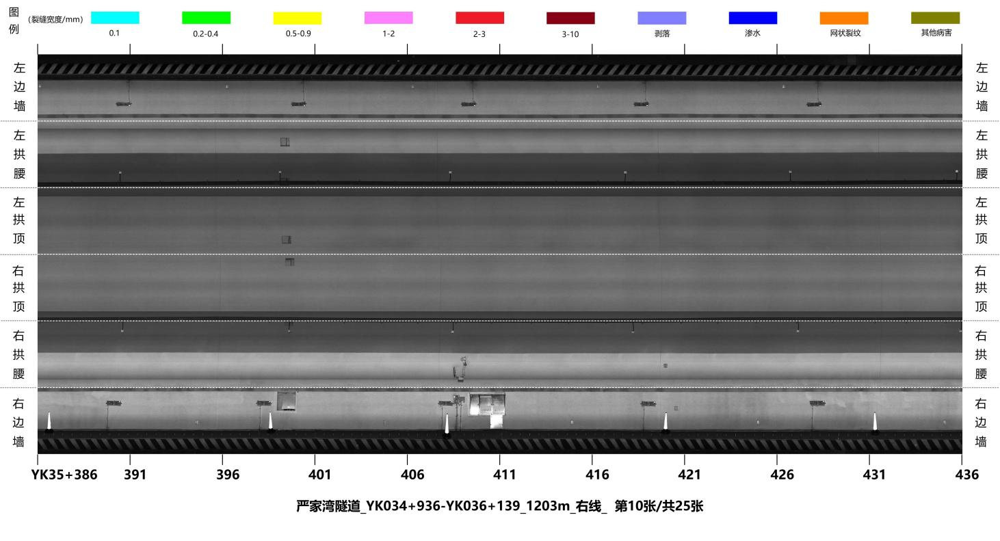 图例
(裂缝宽度/mm)
0.1 0.2-0.4 0.5-0.9 1-2 2-3 3-10 剥落 渗水 网状裂纹 其他病害
左边墙 左边墙
左拱腰 左拱腰
左拱顶 左拱顶
右拱顶 右拱顶
右拱腰 右拱腰
右边墙 右边墙
YK35+386 391 396 401 406 411 416 421 426 431 436
严家湾隧道_YK034+936-YK036+139_1203m_右线_ 第10张/共25张